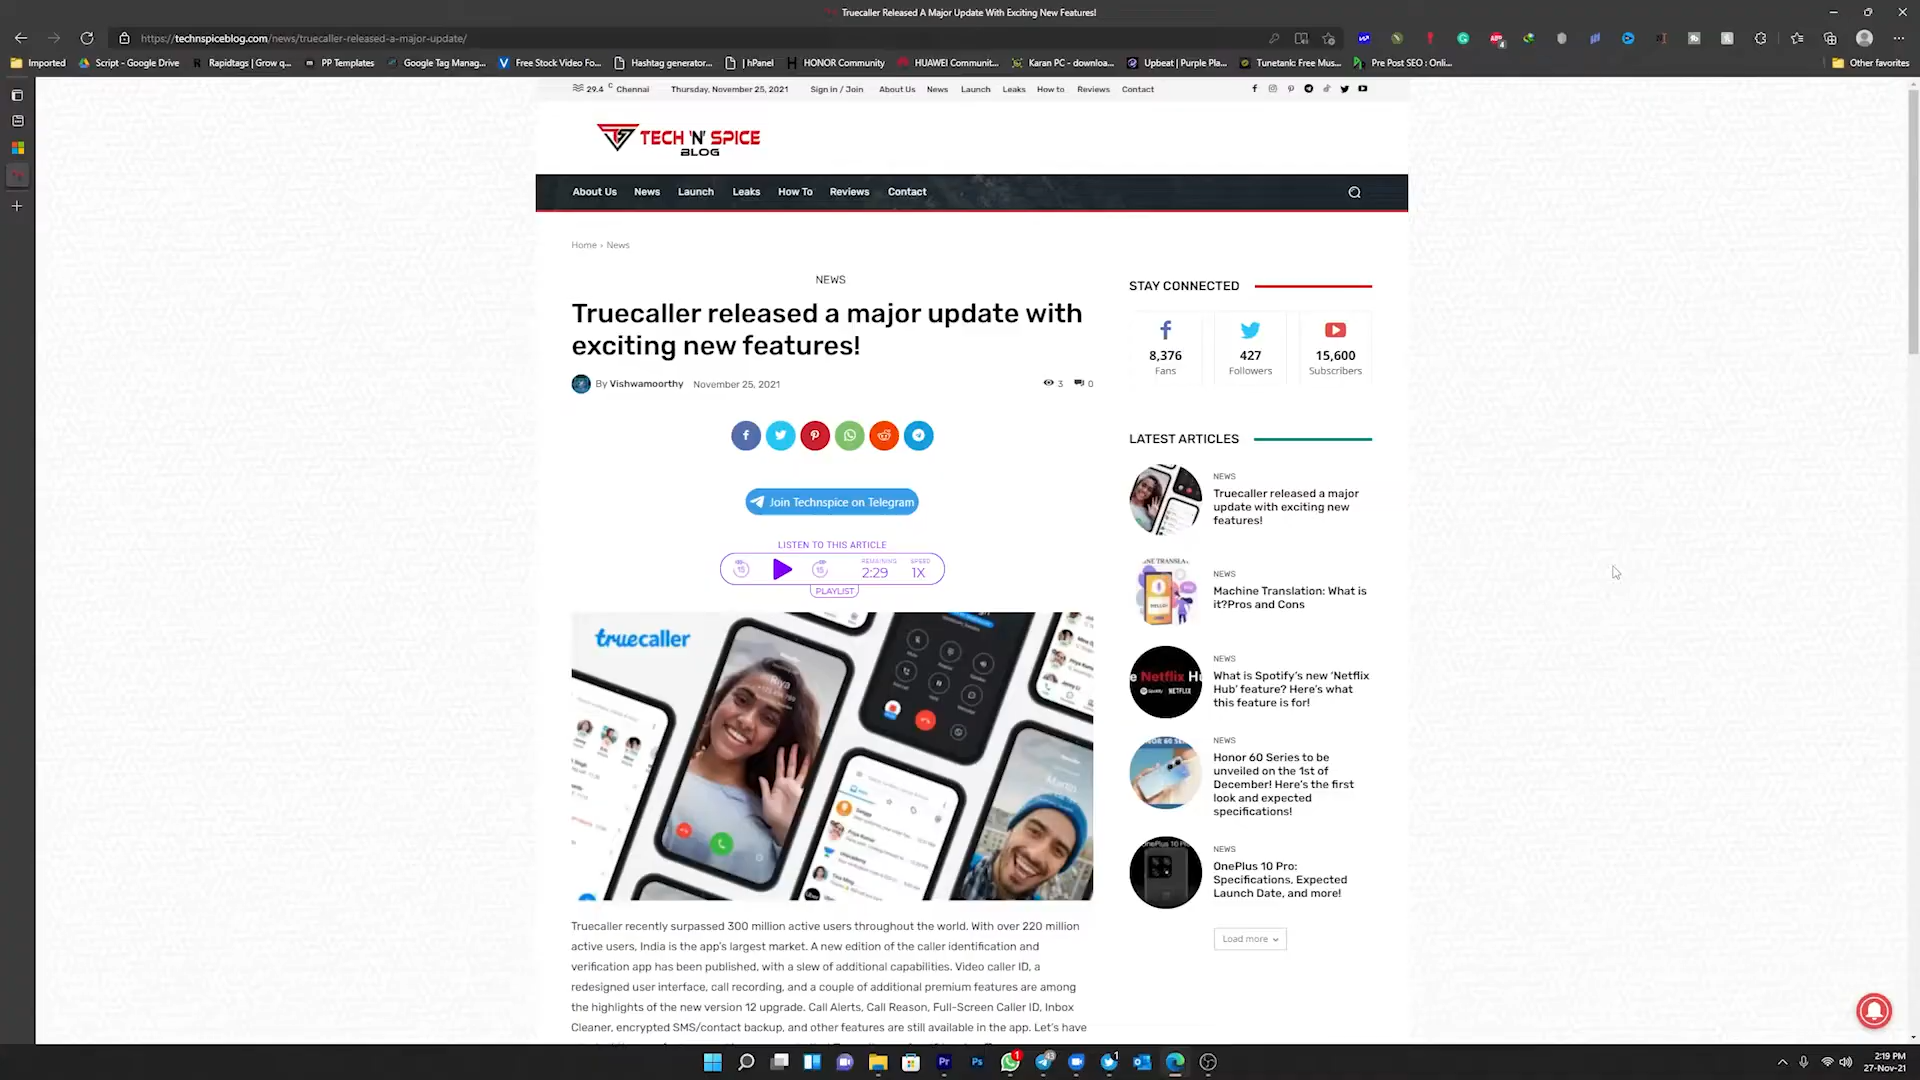 Truecaller Released A Major Update With Exciting New Features!
https://technspiceblog.com/news/truecaller-released-a-major-update/
Imported
Script - Google Drive
Rapidtags | Grow q...
PP Templates
Google Tag Manag...
Free Stock Video Fo...
Hashtag generator...
| hPanel
HONOR Community
HUAWEI Communit...
Karan PC - downloa...
Upbeat | Purple Pla...
Tunetank: Free Mus...
Pre Post SEO : Onli...
Other favorites
29.4 C Chennai Thursday, November 25, 2021 Sign in / Join About Us News Launch Leaks How to Reviews Contact
TECH 'N' SPICE
BLOG
About Us News Launch Leaks How To Reviews Contact
Home › News
NEWS
Truecaller released a major update with
exciting new features!
By Vishwamoorthy November 25, 2021 3 0
Join Technspice on Telegram
LISTEN TO THIS ARTICLE
15
15
REMAINING
2:29
SPEED
1X
PLAYLIST
truecaller
Riya
Truecaller recently surpassed 300 million active users throughout the world. With over 220 million
active users, India is the app's largest market. A new edition of the caller identification and
verification app has been published, with a slew of additional capabilities. Video caller ID, a
redesigned user interface, call recording, and a couple of additional premium features are among
the highlights of the new version 12 upgrade. Call Alerts, Call Reason, Full-Screen Caller ID, Inbox
Cleaner, encrypted SMS/contact backup, and other features are still available in the app. Let's have
STAY CONNECTED
8,376
Fans
427
Followers
15,600
Subscribers
LATEST ARTICLES
NEWS
Truecaller released a major
update with exciting new
features!
NEWS
Machine Translation: What is
it?Pros and Cons
NEWS
What is Spotify's new 'Netflix
Hub' feature? Here's what
this feature is for!
NEWS
Honor 60 Series to be
unveiled on the 1st of
December! Here's the first
look and expected
specifications!
NEWS
OnePlus 10 Pro:
Specifications, Expected
Launch Date, and more!
Load more
2:19 PM
27-Nov-21